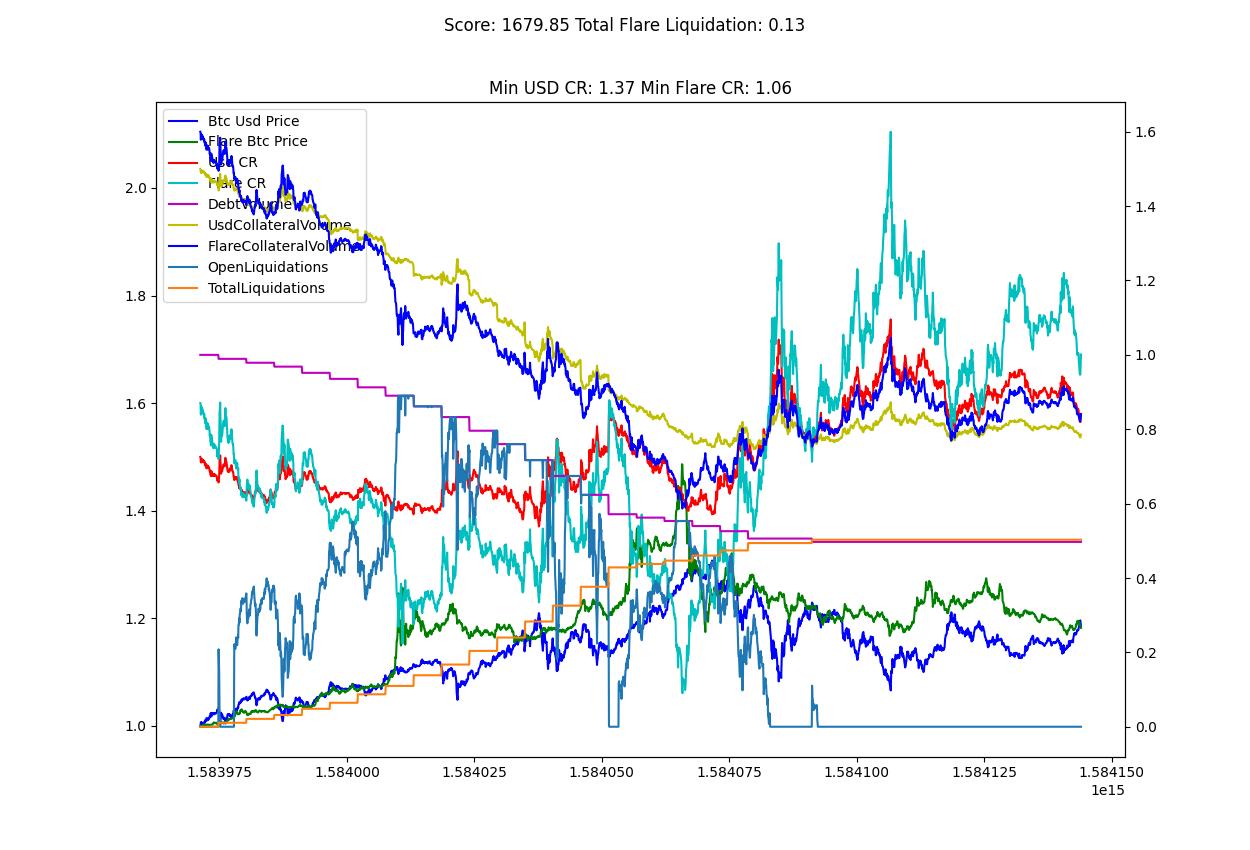 Score: 1679.85 Total Flare Liquidation: 0.13
Min USD CR: 1.37 Min Flare CR: 1.06
Btc Usd Price
Flare Btc Price
Usd CR
Flare CR
DebtVolume
UsdCollateralVolume
FlareCollateralVolume
OpenLiquidations
TotalLiquidations
2.0
1.8
1.6
1.4
1.2
1.0
1.6
1.4
1.2
1.0
0.8
0.6
0.4
0.2
0.0
1.583975 1.584000 1.584025 1.584050 1.584075 1.584100 1.584125 1.584150
1e15